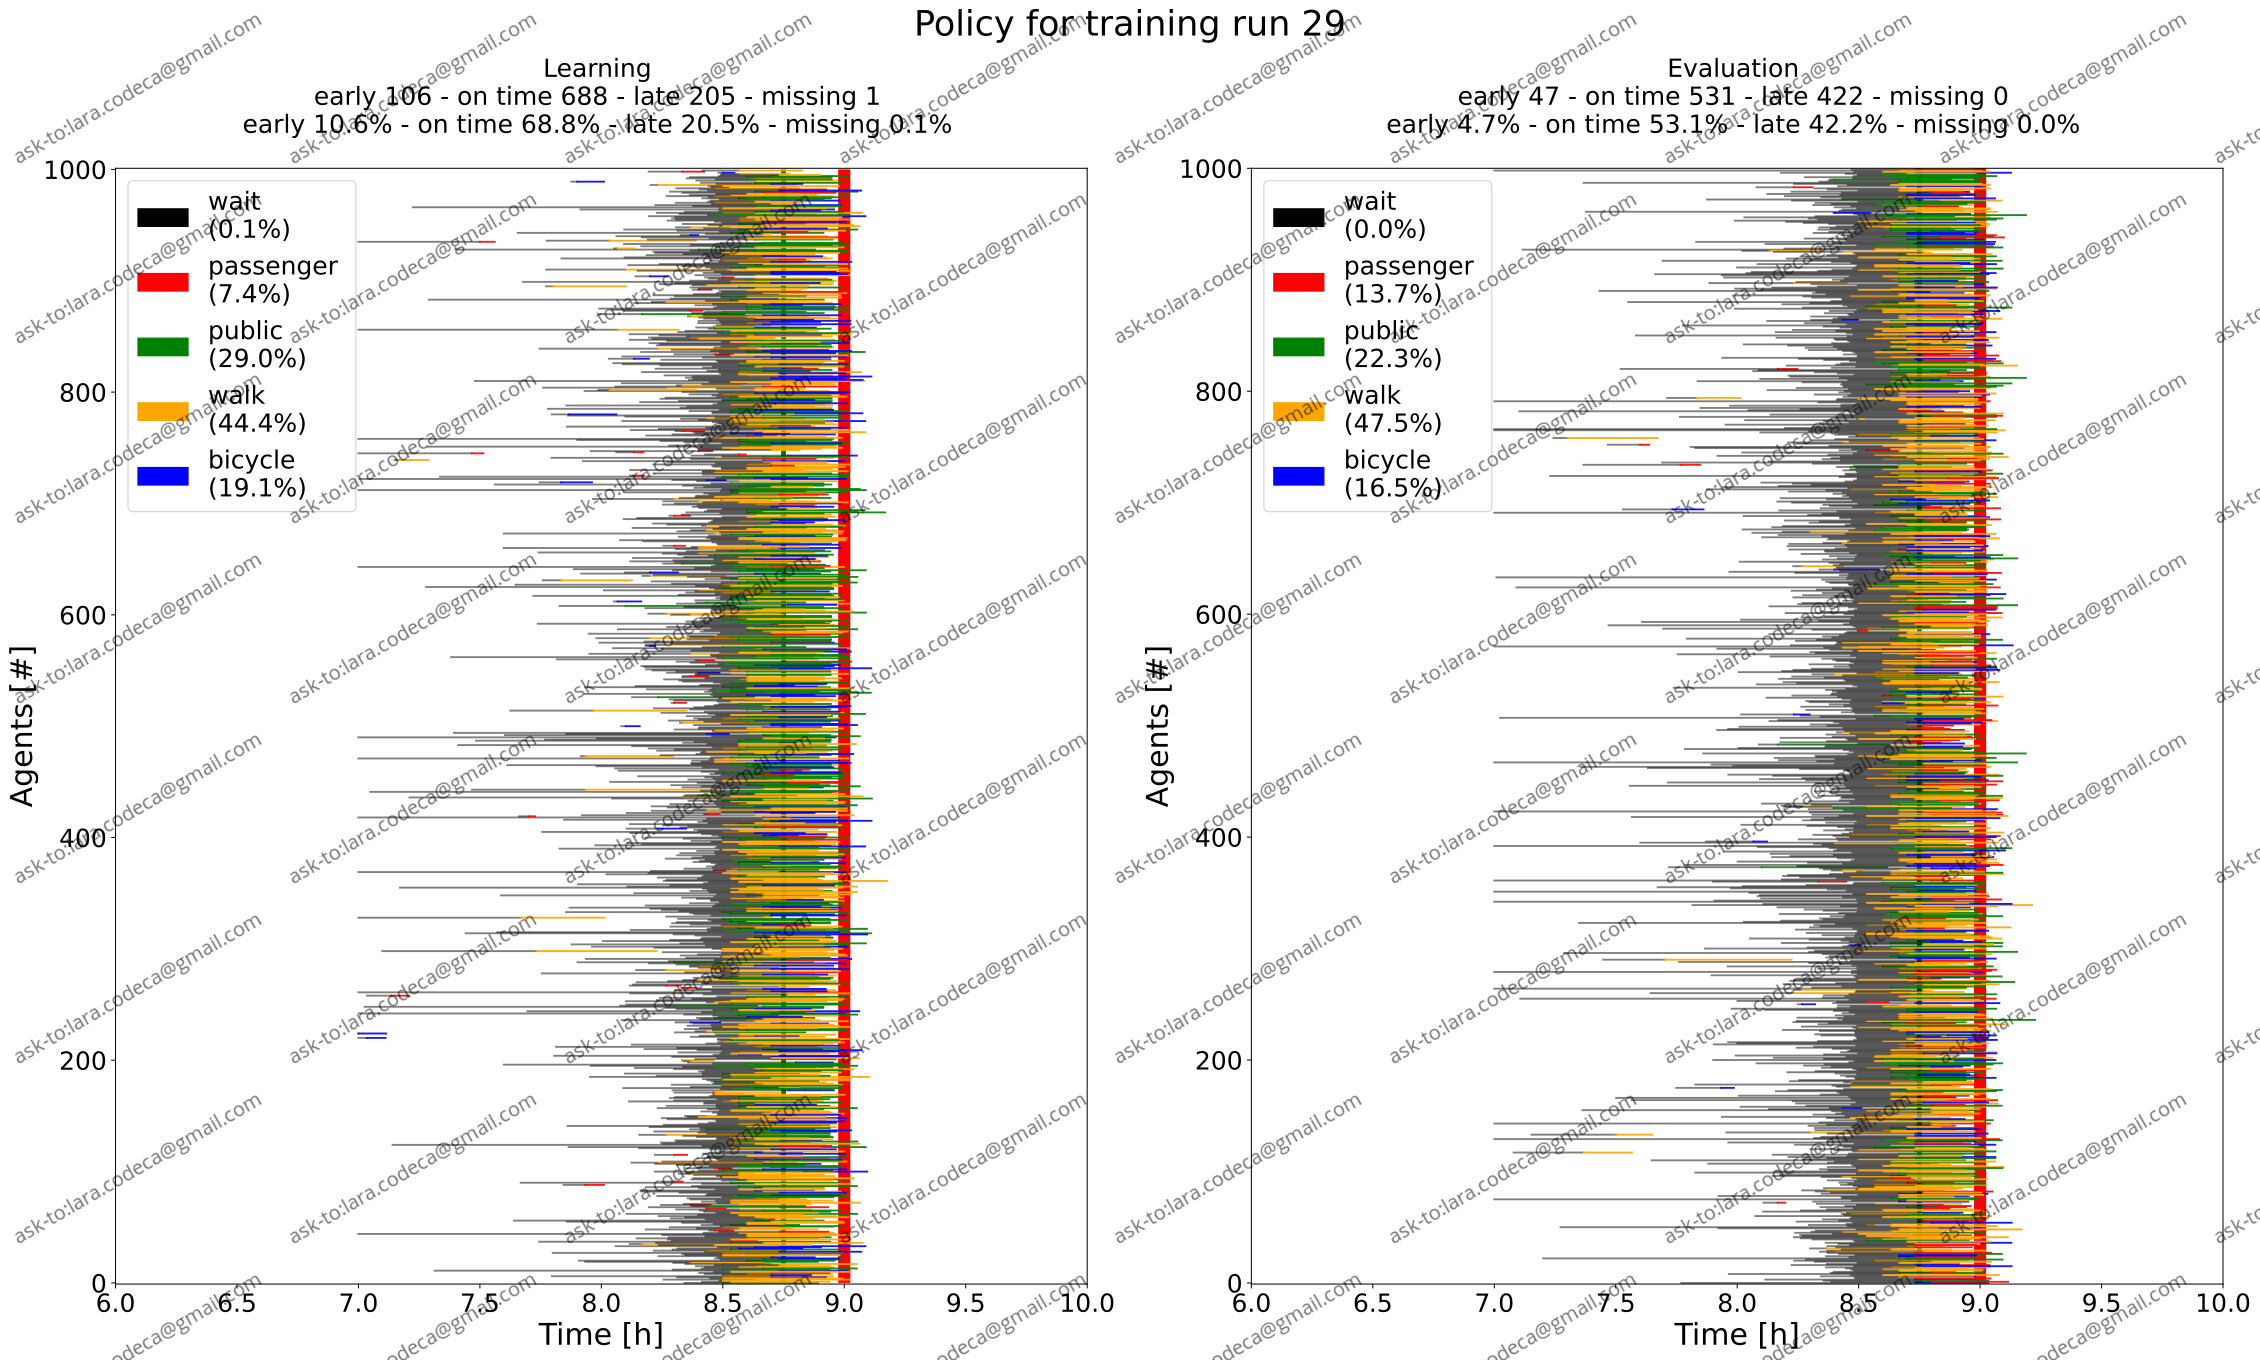 Policy for training run 29
Learning
early 106 - on time 688 - late 205 - missing 1
early 10.6% - on time 68.8% - late 20.5% - missing 0.1%
Evaluation
early 47 - on time 531 - late 422 - missing 0
early 4.7% - on time 53.1% - late 42.2% - missing 0.0%
wait
(0.1%)
passenger
(7.4%)
public
(29.0%)
walk
(44.4%)
bicycle
(19.1%)
1000
800
600
400
200
0
Agents [#]
6.0 6.5 7.0 7.5 8.0 8.5 9.0 9.5 10.0
Time [h]
wait
(0.0%)
passenger
(13.7%)
public
(22.3%)
walk
(47.5%)
bicycle
(16.5%)
1000
800
600
400
200
0
Agents [#]
6.0 6.5 7.0 7.5 8.0 8.5 9.0 9.5 10.0
Time [h]
ask-to:lara.codeca@gmail.com